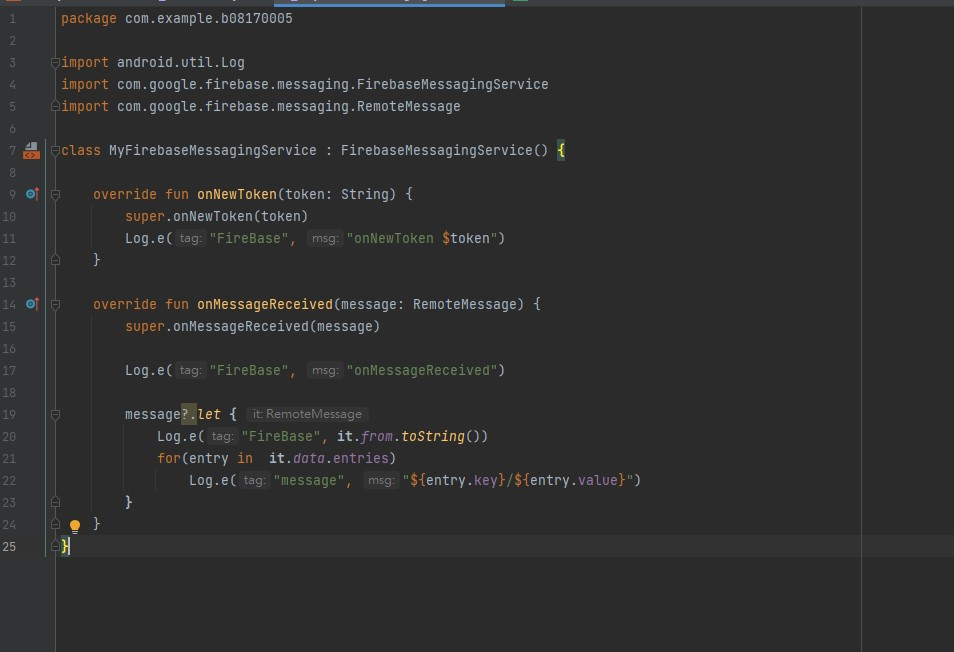 1 package com.example.b08170005
2
3 import android.util.Log
4 import com.google.firebase.messaging.FirebaseMessagingService
5 import com.google.firebase.messaging.RemoteMessage
6
7 class MyFirebaseMessagingService : FirebaseMessagingService() {
8
9 override fun onNewToken(token: String) {
10 super.onNewToken(token)
11 Log.e( tag: "FireBase", msg: "onNewToken $token")
12 }
13
14 override fun onMessageReceived(message: RemoteMessage) {
15 super.onMessageReceived(message)
16
17 Log.e( tag: "FireBase", msg: "onMessageReceived")
18
19 message?.let { it: RemoteMessage
20 Log.e( tag: "FireBase", it.from.toString())
21 for(entry in it.data.entries)
22 Log.e( tag: "message", msg: "${entry.key}/${entry.value}")
23 }
24 }
25 }